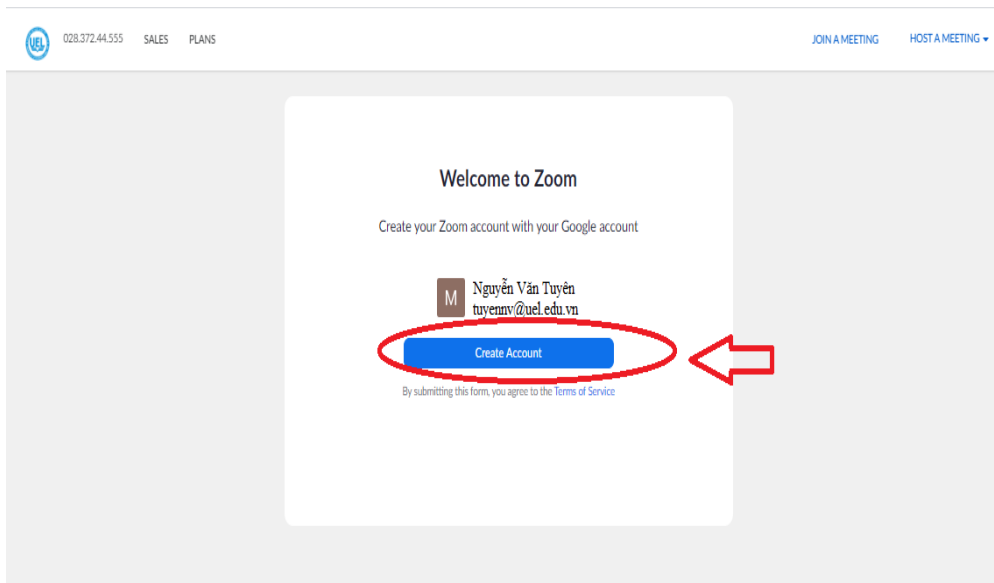 UEL 028.372.44.555 SALES PLANS JOIN A MEETING HOST A MEETING
Welcome to Zoom
Create your Zoom account with your Google account
M
Nguyễn Văn Tuyên
tuyennv@uel.edu.vn
Create Account
By submitting this form, you agree to the Terms of Service